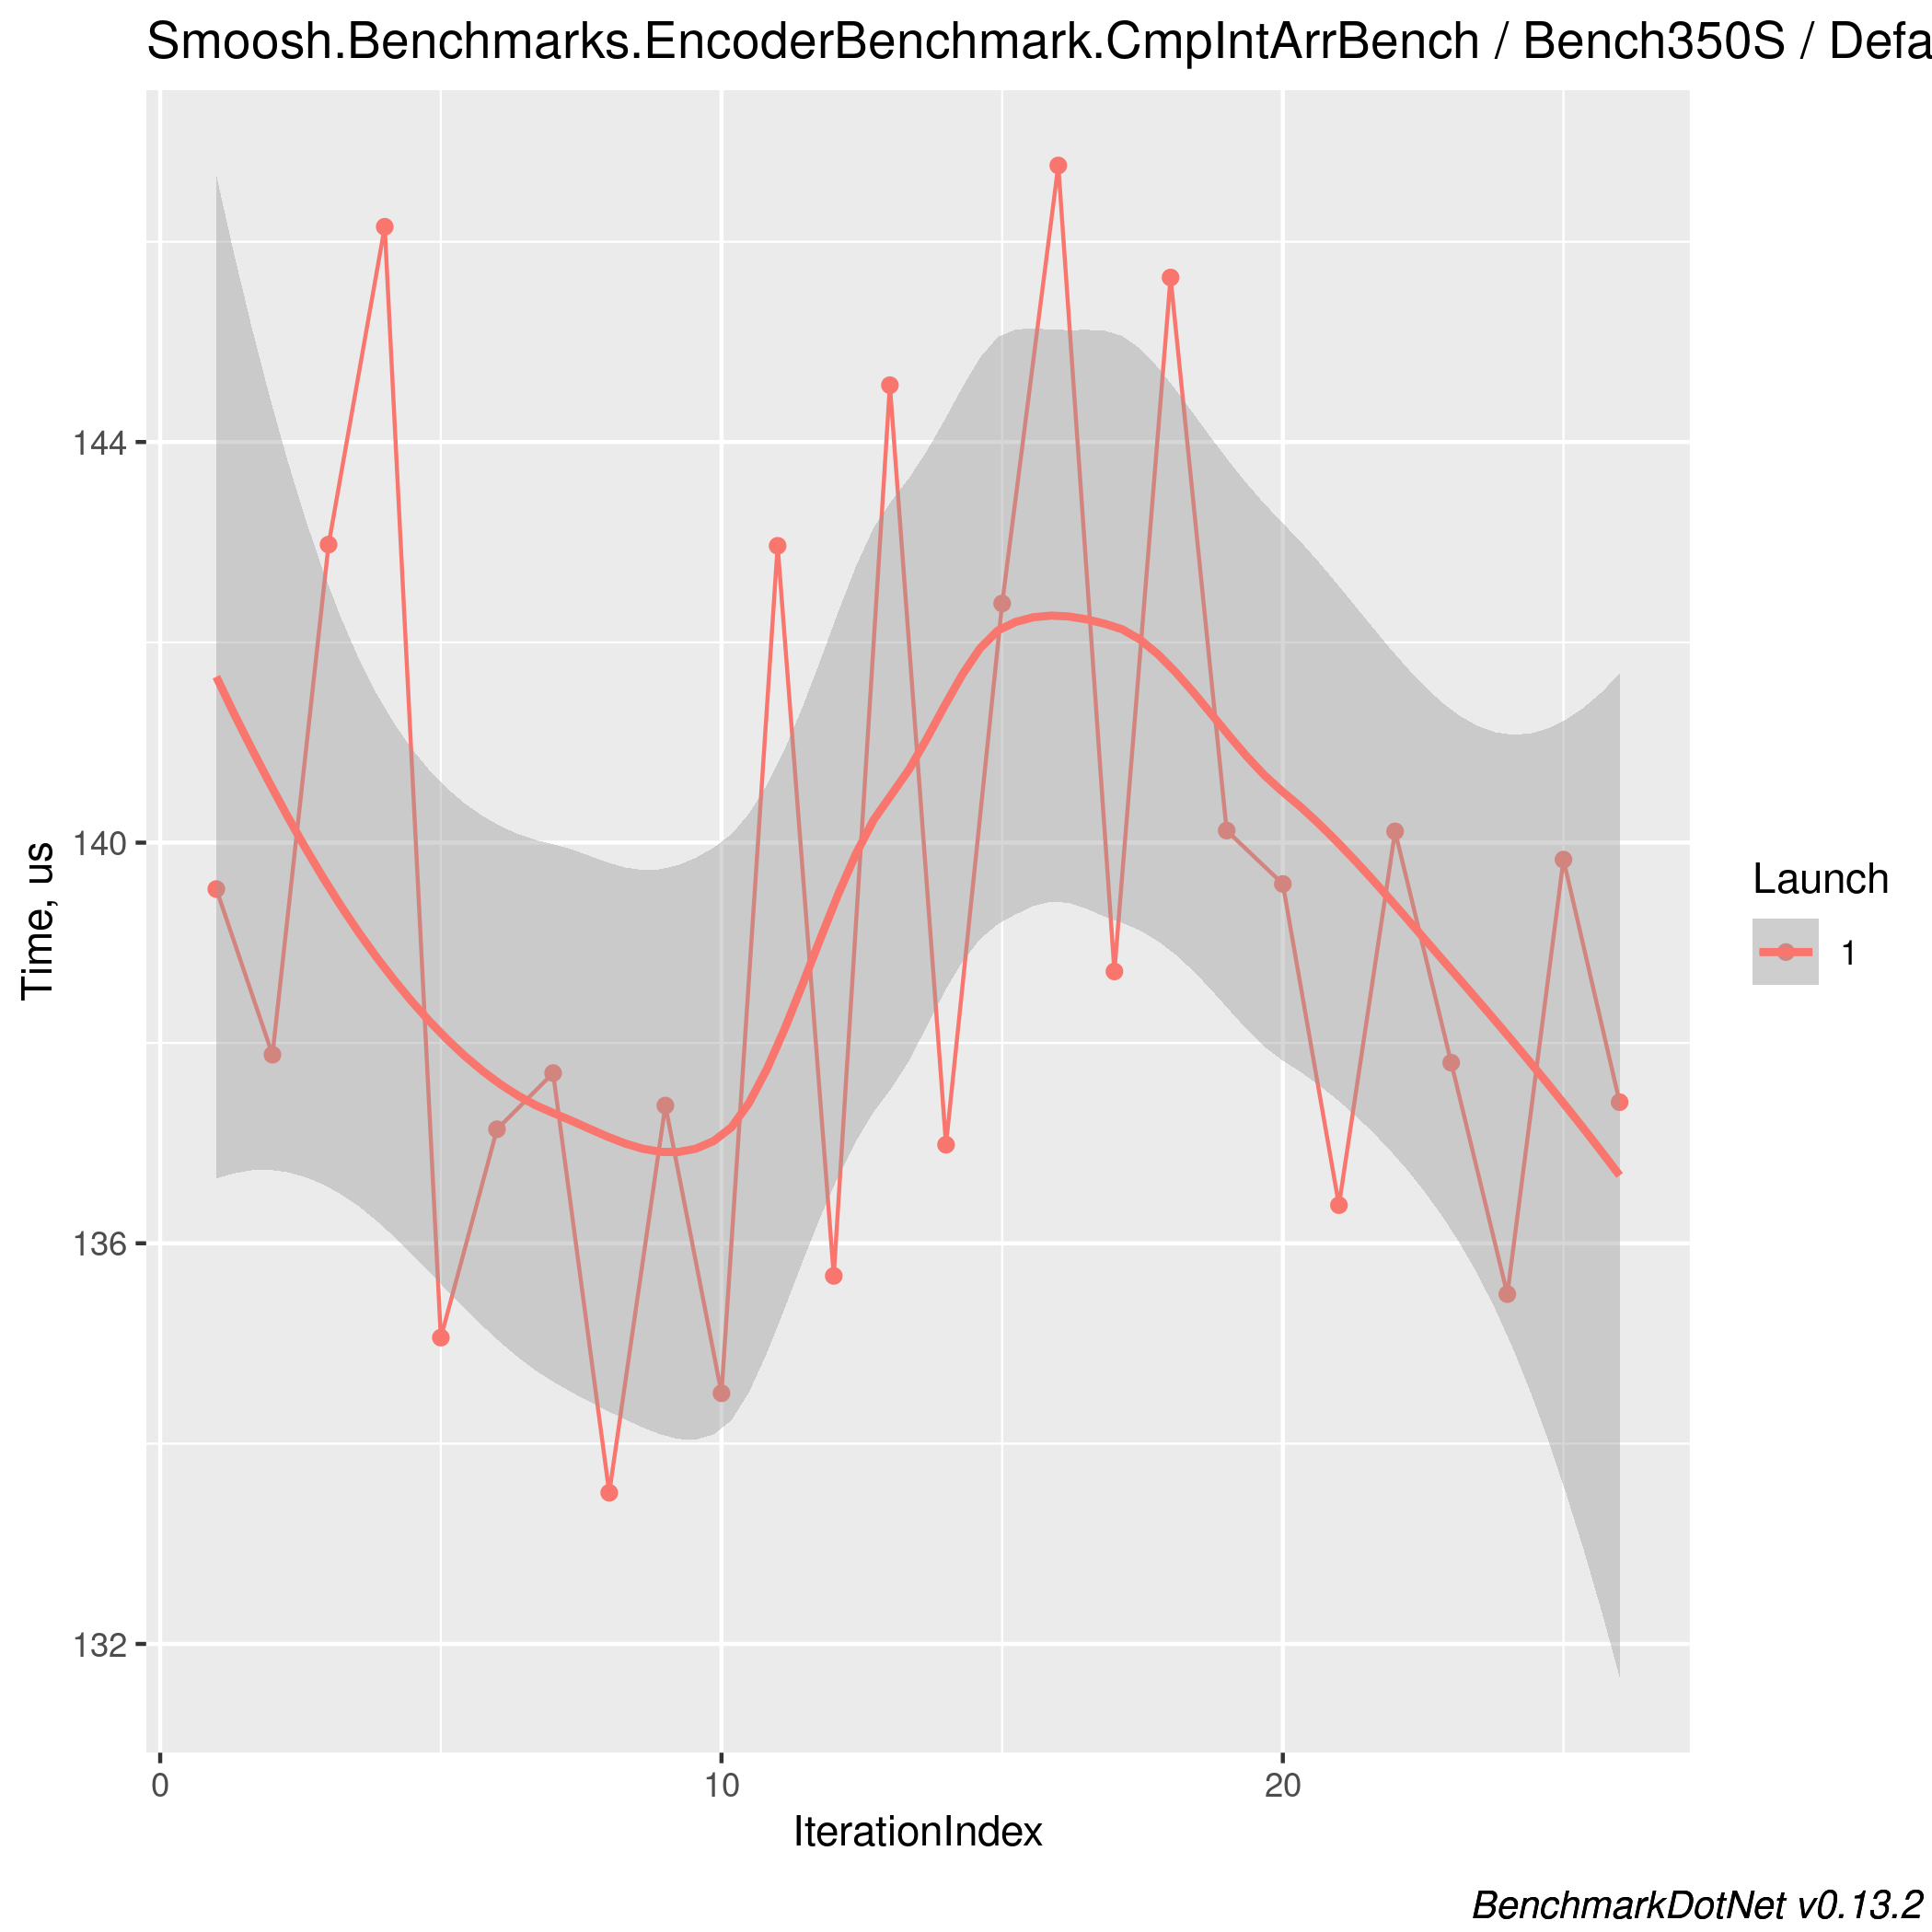 Smoosh.Benchmarks.EncoderBenchmark.CmpIntArrBench / Bench350S / Defa
Time, us
144
140
136
132
0 10 20
IterationIndex
Launch
1
BenchmarkDotNet v0.13.2